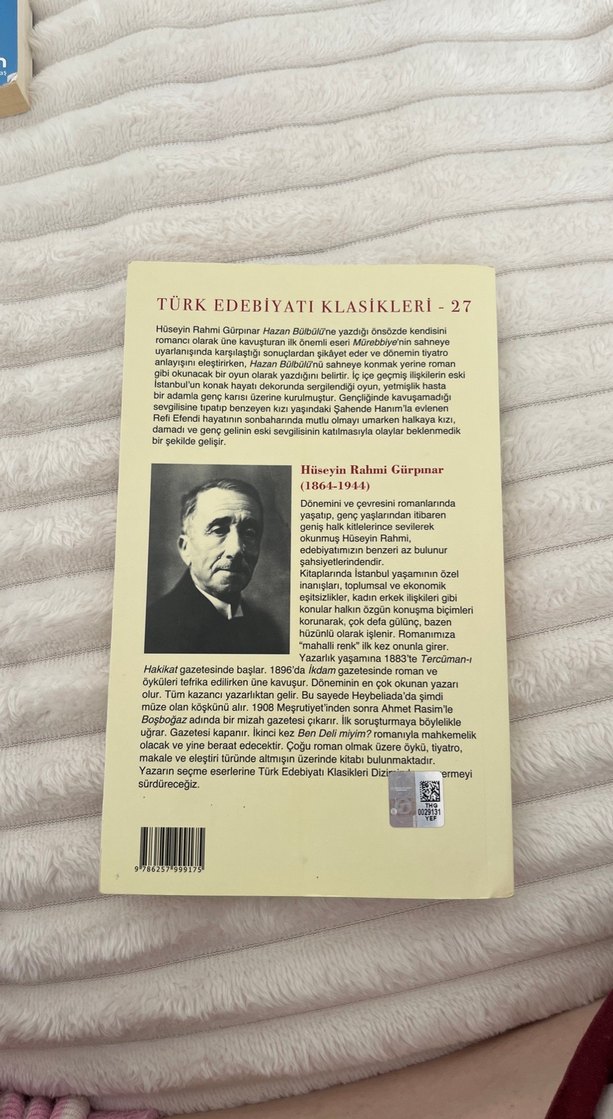 n
TÜRK EDEBİYATI KLASİKLERİ - 27
Hüseyin Rahmi Gürpınar Hazan Bülbülü'ne yazdığı önsözde kendisini
romancı olarak üne kavuşturan ilk önemli eseri Mürebbiye'nin sahneye
uyarlanışında karşılaştığı sonuçlardan şikâyet eder ve dönemin tiyatro
anlayışını eleştirirken, Hazan Bülbülü'nü sahneye konmak yerine roman
gibi okunacak bir oyun olarak yazdığını belirtir. İç içe geçmiş ilişkilerin eski
İstanbul'un konak hayatı dekorunda sergilendiği oyun, yetmişlik hasta
bir adamla genç karısı üzerine kurulmuştur. Gençliğinde kavuşamadığı
sevgilisine tıpatıp benzeyen kızı yaşındaki Şahende Hanım'la evlenen
Refi Efendi hayatının sonbaharında mutlu olmayı umarken halkaya kızı,
damadı ve genç gelinin eski sevgilisinin katılmasıyla olaylar beklenmedik
bir şekilde gelişir.
Hüseyin Rahmi Gürpınar
(1864-1944)
Dönemini ve çevresini romanlarında
yaşatıp, genç yaşlarından itibaren
geniş halk kitlelerince sevilerek
okunmuş Hüseyin Rahmi,
edebiyatımızın benzeri az bulunur
şahsiyetlerindendir.
Kitaplarında İstanbul yaşamının özel
inanışları, toplumsal ve ekonomik
eşitsizlikler, kadın erkek ilişkileri gibi
konular halkın özgün konuşma biçimleri
korunarak, çok defa gülünç, bazen
hüzünlü olarak işlenir. Romanımıza
"mahalli renk" ilk kez onunla girer.
Yazarlık yaşamına 1883'te Tercüman-ı
Hakikat gazetesinde başlar. 1896'da İkdam gazetesinde roman ve
öyküleri tefrika edilirken üne kavuşur. Döneminin en çok okunan yazarı
olur. Tüm kazancı yazarlıktan gelir. Bu sayede Heybeliada'da şimdi
müze olan köşkünü alır. 1908 Meşrutiyet'inden sonra Ahmet Rasim'le
Boşboğaz adında bir mizah gazetesi çıkarır. İlk soruşturmaya böylelikle
uğrar. Gazetesi kapanır. İkinci kez Ben Deli miyim? romanıyla mahkemelik
olacak ve yine beraat edecektir. Çoğu roman olmak üzere öykü, tiyatro,
makale ve eleştiri türünde altmışın üzerinde kitabı bulunmaktadır.
Yazarın seçme eserlerine Türk Edebiyatı Klasikleri ermeyi
sürdüreceğiz.
THG
0029131
YEF
9 786257 999175